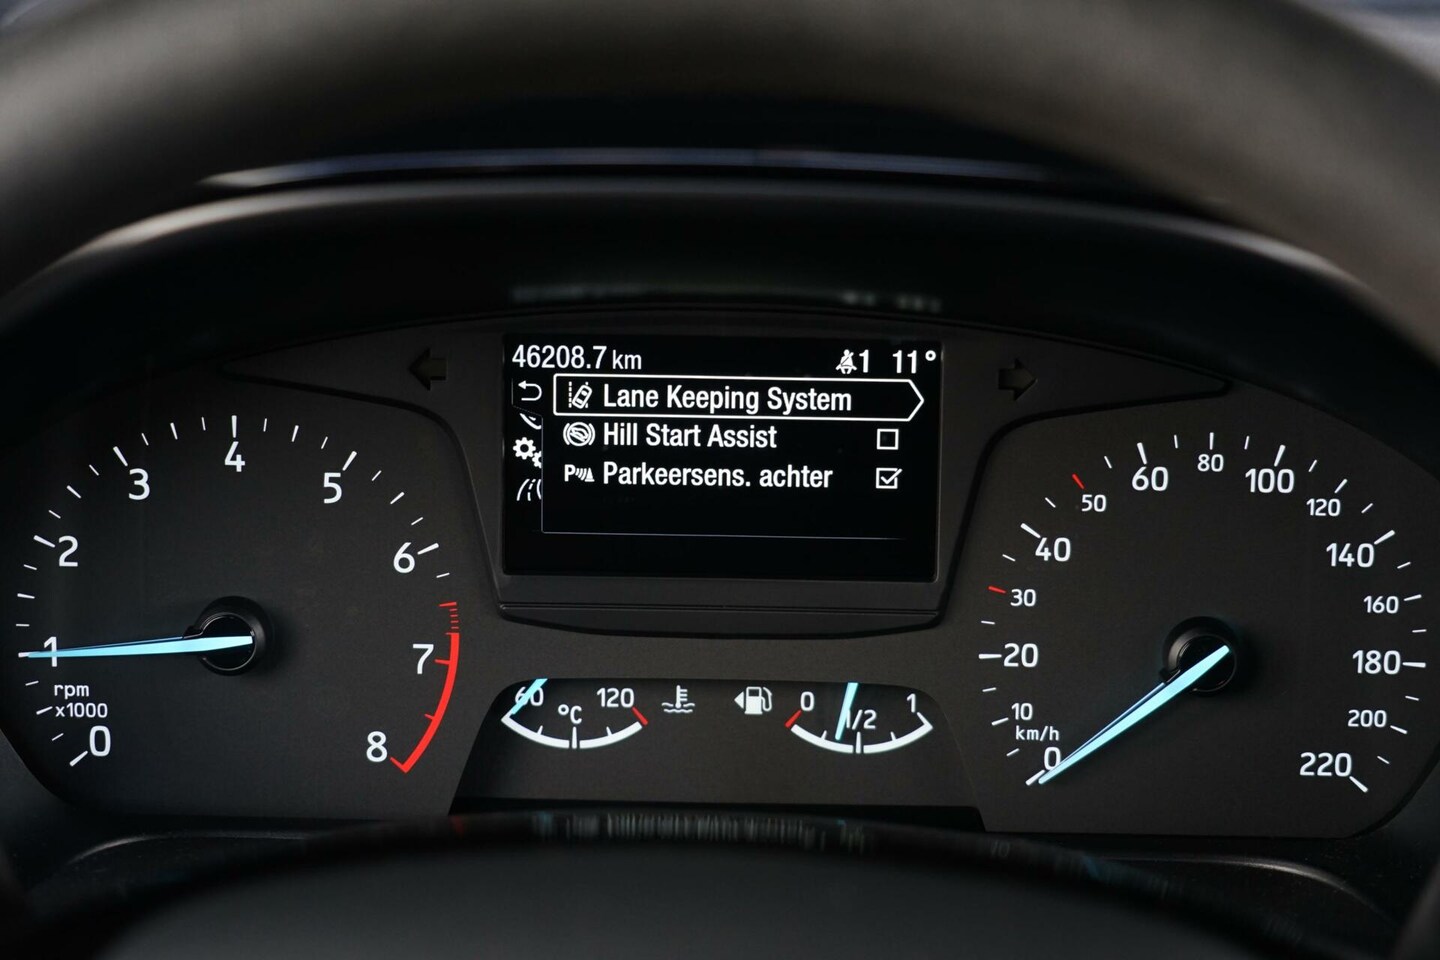 46208.7 km 1 11°
Lane Keeping System
Hill Start Assist
P Parkeersens. achter
0
1
2
3
4
5
6
7
8
rpm
x1000
60 °C 120
0 1/2 1
0
10
20
30
40
50
60
80
100
120
140
160
180
200
220
km/h